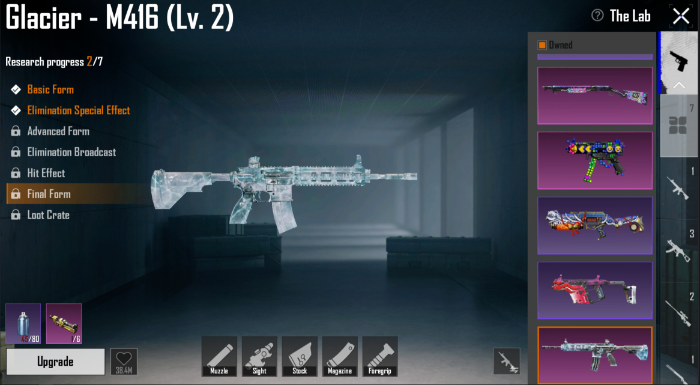 Glacier - M416 (Lv. 2)
The Lab
Research progress 2/7
Owned
Basic Form
Elimination Special Effect
Advanced Form
Elimination Broadcast
Hit Effect
Final Form
Loot Crate
/80
/6
Upgrade
38.4M
Muzzle
Sight
Stock
Magazine
Foregrip
7
1
3
2
1